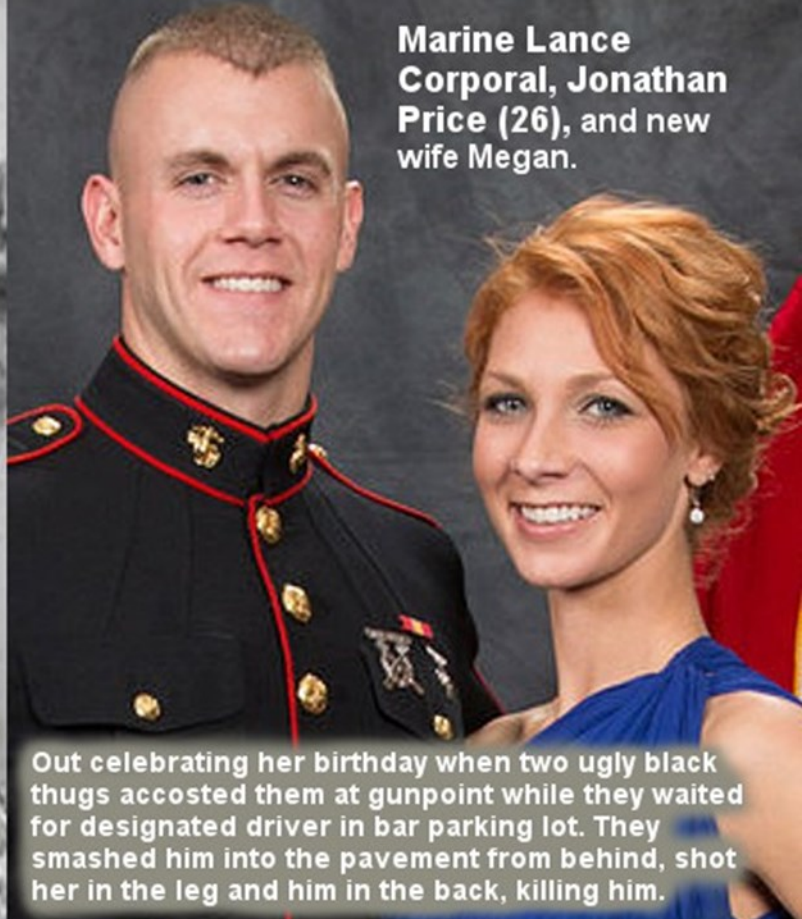 Marine Lance
Corporal, Jonathan
Price (26), and new
wife Megan.
Out celebrating her birthday when two ugly black
thugs accosted them at gunpoint while they waited
for designated driver in bar parking lot. They
smashed him into the pavement from behind, shot
her in the leg and him in the back, killing him.